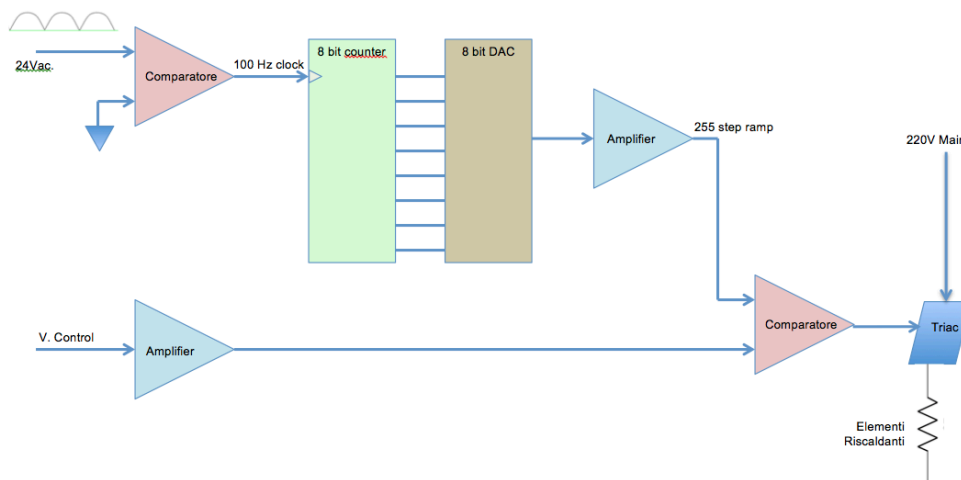 8 bit counter
8 bit DAC
24Vac.
Comparatore
100 Hz clock
Amplifier
255 step ramp
220V Main
V. Control
Amplifier
Comparatore
Triac
Elementi
Riscaldanti